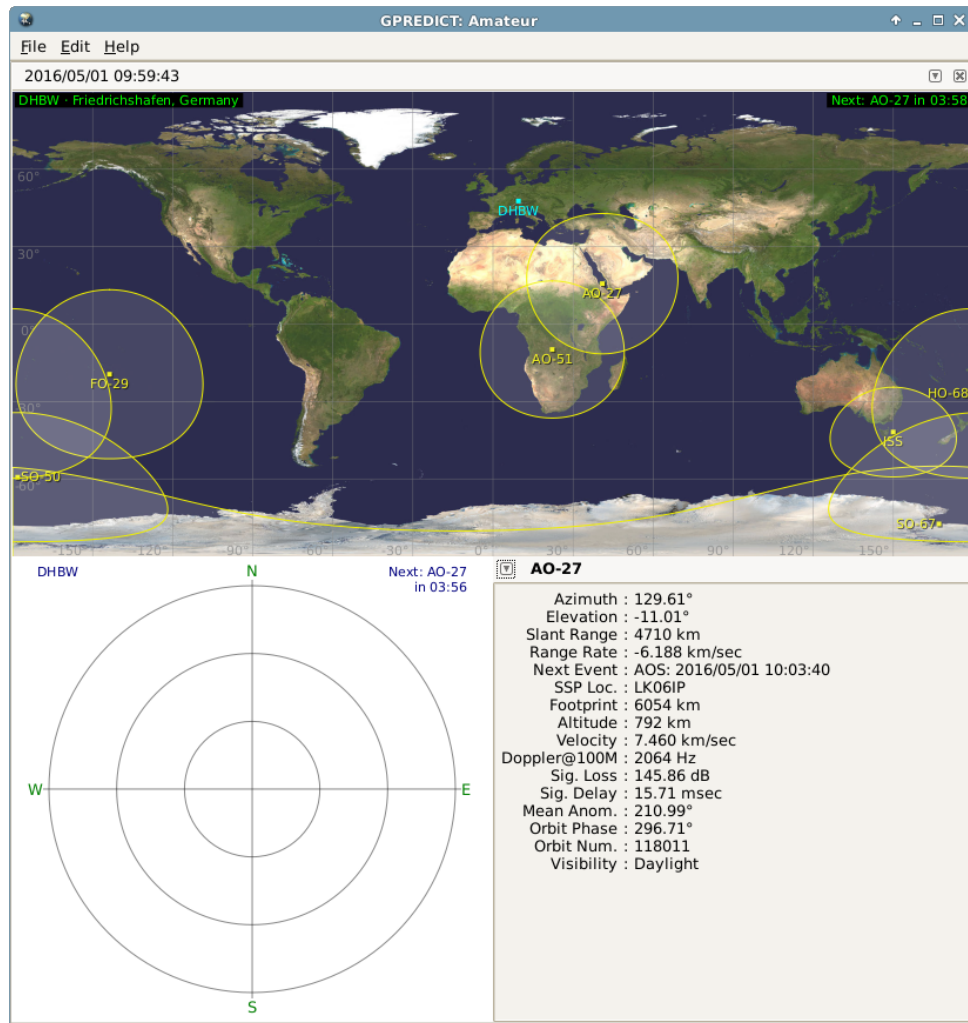 GPREDICT: Amateur
File Edit Help
2016/05/01 09:59:43
DHBW · Friedrichshafen, Germany
Next: AO-27 in 03:58
60°
DHBW
30°
AO-27
0°
AO-51
FO-29
HO-68
-30°
ISS
SO-50
-60°
SO-67
-150° -120° -90° -60° -30° 0° 30° 60° 90° 120° 150°
DHBW
Next: AO-27
in 03:56
N
W
E
S
AO-27
Azimuth : 129.61°
Elevation : -11.01°
Slant Range : 4710 km
Range Rate : -6.188 km/sec
Next Event : AOS: 2016/05/01 10:03:40
SSP Loc. : LK06IP
Footprint : 6054 km
Altitude : 792 km
Velocity : 7.460 km/sec
Doppler@100M : 2064 Hz
Sig. Loss : 145.86 dB
Sig. Delay : 15.71 msec
Mean Anom. : 210.99°
Orbit Phase : 296.71°
Orbit Num. : 118011
Visibility : Daylight